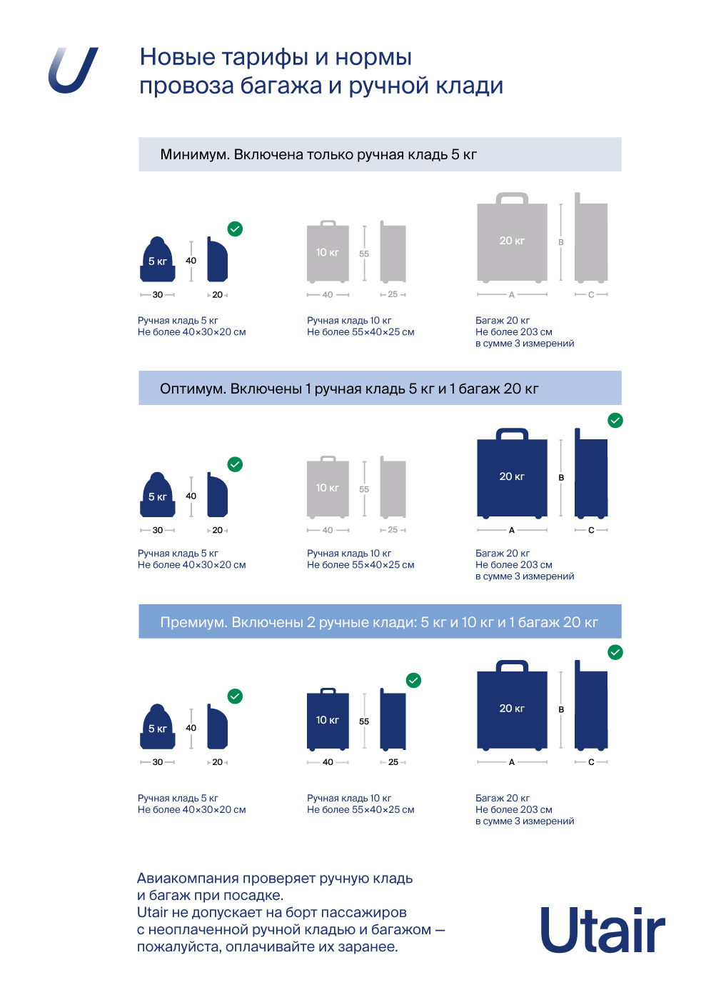 Новые тарифы и нормы
провоза багажа и ручной клади
Минимум. Включена только ручная кладь 5 кг
5 кг
40
30
20
10 кг
55
40
25
20 кг
B
A
C
Ручная кладь 5 кг
Не более 40×30×20 см
Ручная кладь 10 кг
Не более 55×40×25 см
Багаж 20 кг
Не более 203 см
в сумме 3 измерений
Оптимум. Включены 1 ручная кладь 5 кг и 1 багаж 20 кг
5 кг
40
30
20
10 кг
55
40
25
20 кг
B
A
C
Ручная кладь 5 кг
Не более 40×30×20 см
Ручная кладь 10 кг
Не более 55×40×25 см
Багаж 20 кг
Не более 203 см
в сумме 3 измерений
Премиум. Включены 2 ручные клади: 5 кг и 10 кг и 1 багаж 20 кг
5 кг
40
30
20
10 кг
55
40
25
20 кг
B
A
C
Ручная кладь 5 кг
Не более 40×30×20 см
Ручная кладь 10 кг
Не более 55×40×25 см
Багаж 20 кг
Не более 203 см
в сумме 3 измерений
Авиакомпания проверяет ручную кладь
и багаж при посадке.
Utair не допускает на борт пассажиров
с неоплаченной ручной кладью и багажом —
пожалуйста, оплачивайте их заранее.
Utair